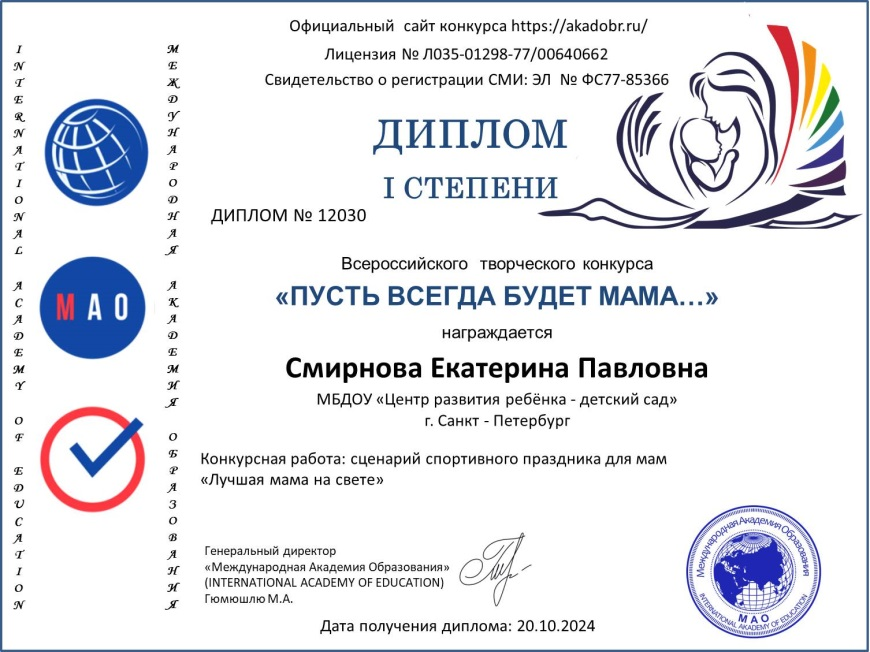 Официальный сайт конкурса https://akadobr.ru/
Лицензия № Л035-01298-77/00640662
Свидетельство о регистрации СМИ: ЭЛ № ФС77-85366
ДИПЛОМ
I СТЕПЕНИ
ДИПЛОМ № 12030
Всероссийского творческого конкурса
«ПУСТЬ ВСЕГДА БУДЕТ МАМА...»
награждается
Смирнова Екатерина Павловна
МБДОУ «Центр развития ребёнка - детский сад»
г. Санкт - Петербург
Конкурсная работа: сценарий спортивного праздника для мам
«Лучшая мама на свете»
Генеральный директор
«Международная Академия Образования»
(INTERNATIONAL ACADEMY OF EDUCATION)
Гюмюшлю М.А.
Дата получения диплома: 20.10.2024
INTERNATIONAL ACADEMY OF EDUCATION
МЕЖДУНАРОДНАЯ АКАДЕМИЯ ОБРАЗОВАНИЯ
МАО
Международная Академия Образования
INTERNATIONAL ACADEMY OF EDUCATION
МАО